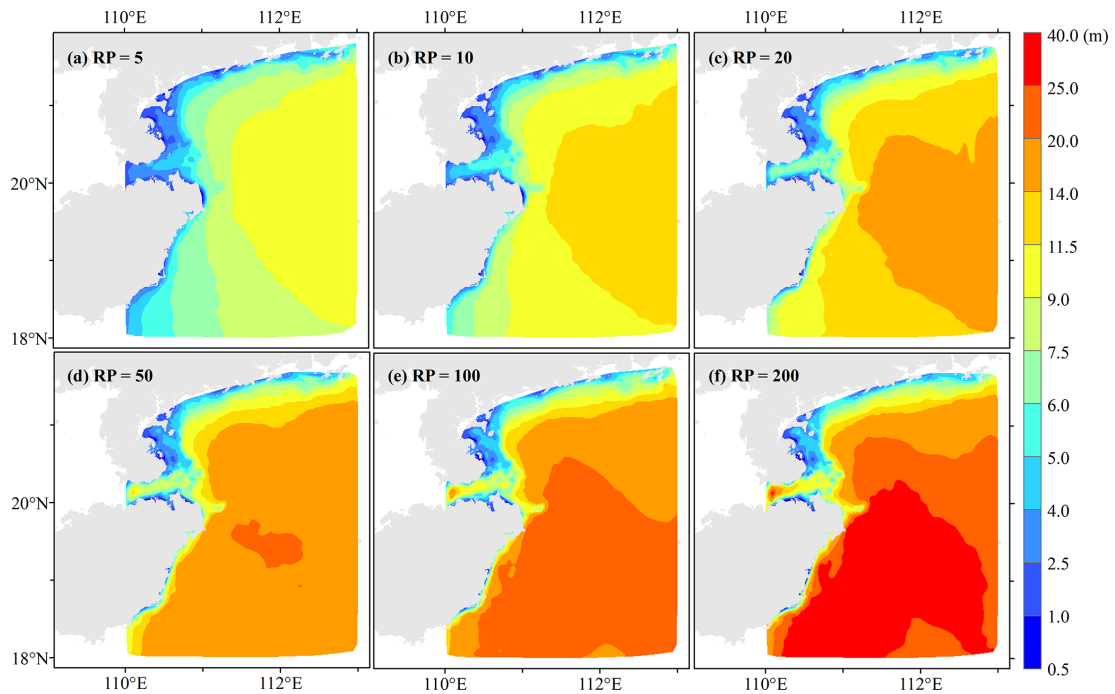 110°E 112°E 110°E 112°E 110°E 112°E
(a) RP = 5 (b) RP = 10 (c) RP = 20
20°N
18°N
(d) RP = 50 (e) RP = 100 (f) RP = 200
20°N
18°N
110°E 112°E 110°E 112°E 110°E 112°E
40.0 (m)
25.0
20.0
14.0
11.5
9.0
7.5
6.0
5.0
4.0
2.5
1.0
0.5